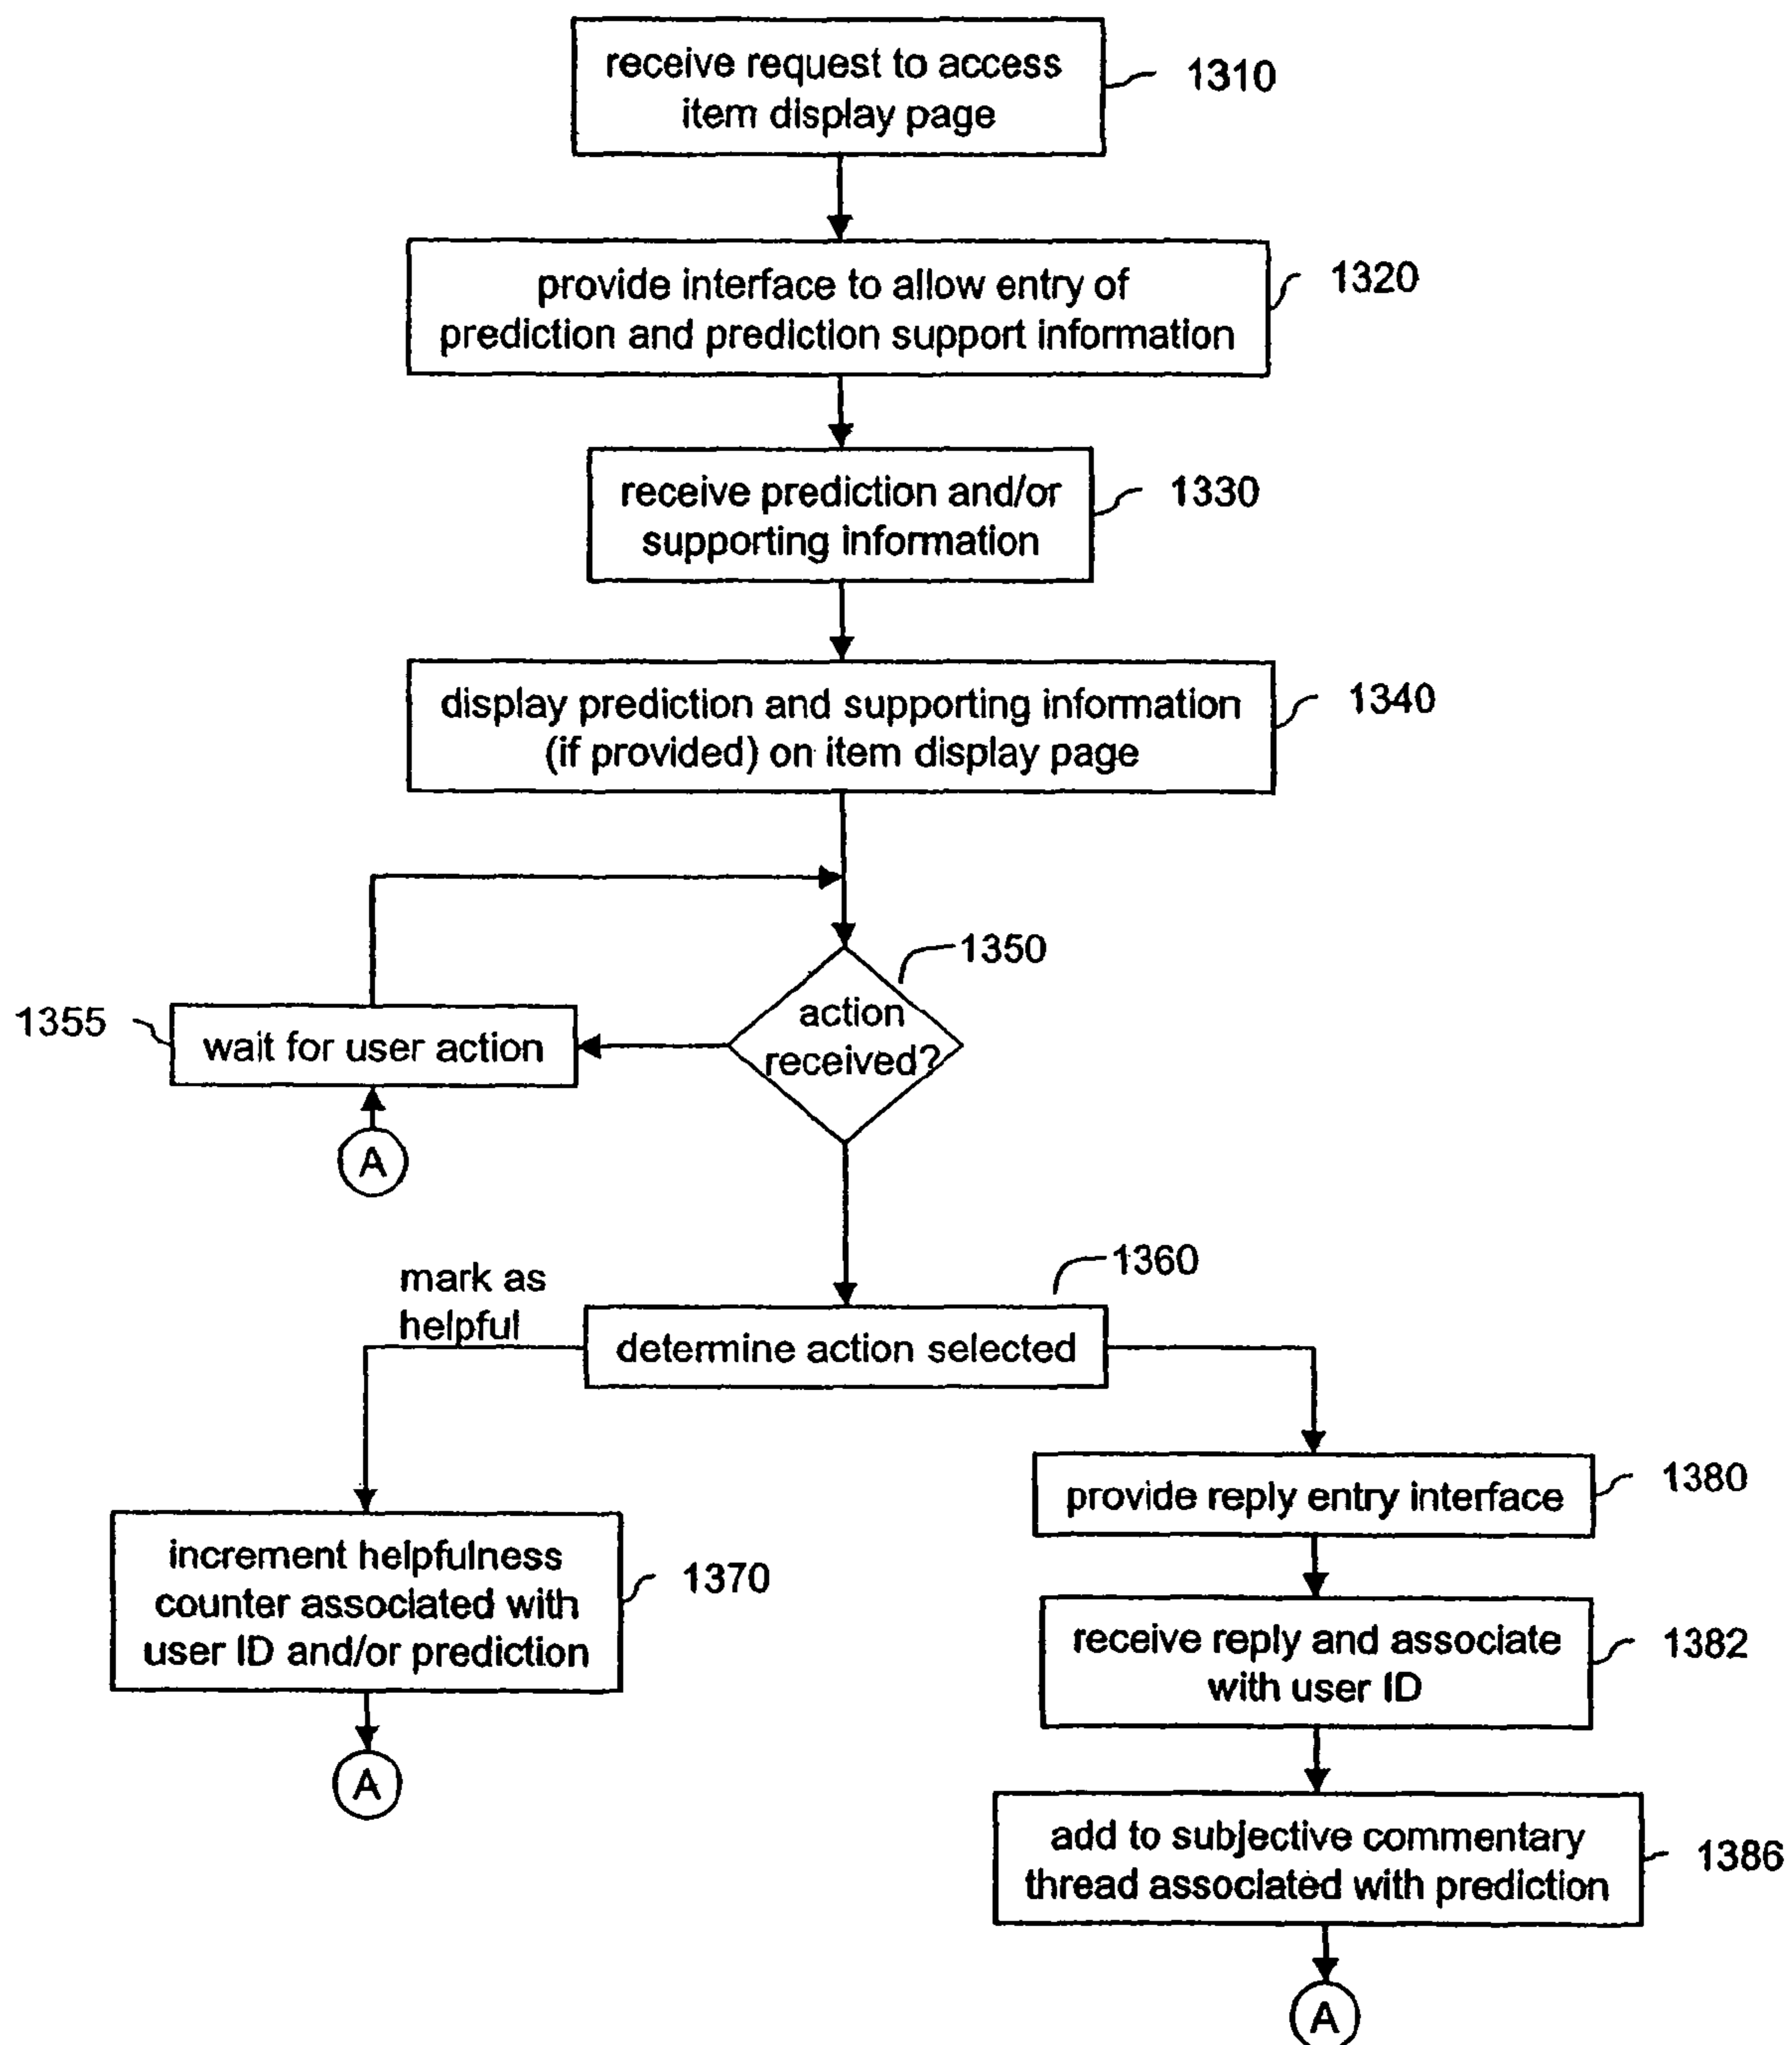 receive request to access
item display page
1310
provide interface to allow entry of
prediction and prediction support information
1320
receive prediction and/or
supporting information
1330
display prediction and supporting information
(if provided) on item display page
1340
1350
action
received?
1355
wait for user action
A
1360
mark as
helpful
determine action selected
provide reply entry interface
1380
increment helpfulness
counter associated with
user ID and/or prediction
1370
receive reply and associate
with user ID
1382
A
add to subjective commentary
thread associated with prediction
1386
A